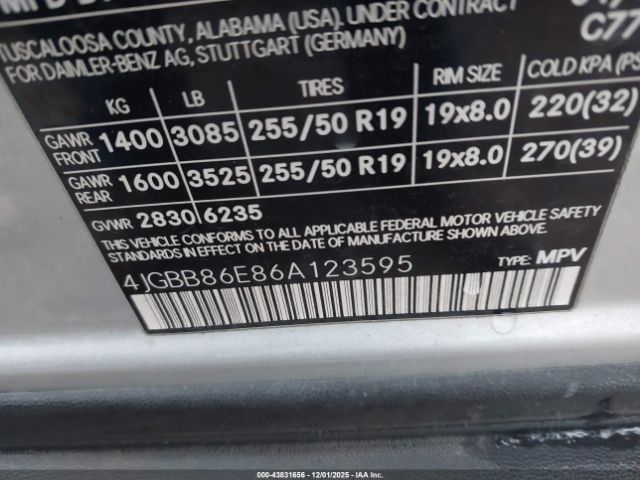 TUSCALOOSA COUNTY, ALABAMA (USA). UNDER CONTRACT
FOR DAIMLER-BENZ AG, STUTTGART (GERMANY)
C77
KG LB TIRES RIM SIZE COLD KPA (PS
GAWR FRONT 1400 3085 255/50 R19 19x8.0 220(32)
GAWR REAR 1600 3525 255/50 R19 19x8.0 270(39)
GVWR 2830 6235
THIS VEHICLE CONFORMS TO ALL APPLICABLE FEDERAL MOTOR VEHICLE SAFETY
STANDARDS IN EFFECT ON THE DATE OF MANUFACTURE SHOWN ABOVE.
4JGBB86E86A123595 TYPE: MPV
000-43831656 - 12/01/2025 - IAAI.CA